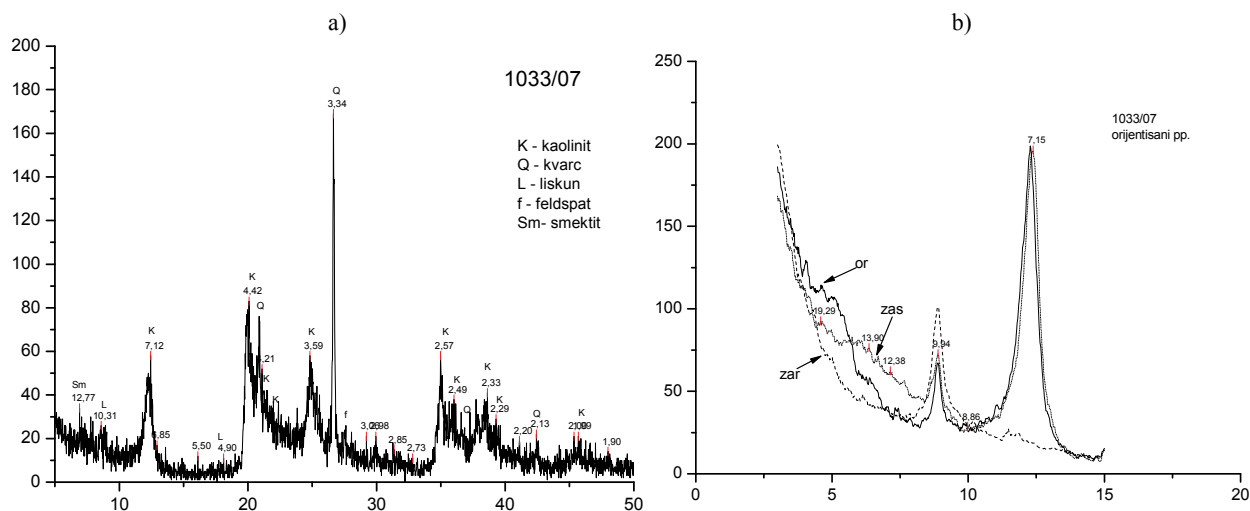 a)
1033/07
K - kaolinit
Q - kvarc
L - liskun
f - feldspat
Sm- smektit
200
180
160
140
120
100
80
60
40
20
0
10
20
30
40
50
Sm
12,77
L
10,31
K
7,12
6,85
5,50
L
4,90
K
4,42
Q
,21
K
K
K
3,59
Q
3,34
f
2,85
2,73
K
2,57
K
2,49
Q
K
2,33
K
2,29
2,20
Q
2,13
K
1,90
b)
1033/07
orijentisani pp.
250
200
150
100
50
0
0
5
10
15
20
or
zas
zar
19,29
13,90
12,38
9,94
8,86
7,15